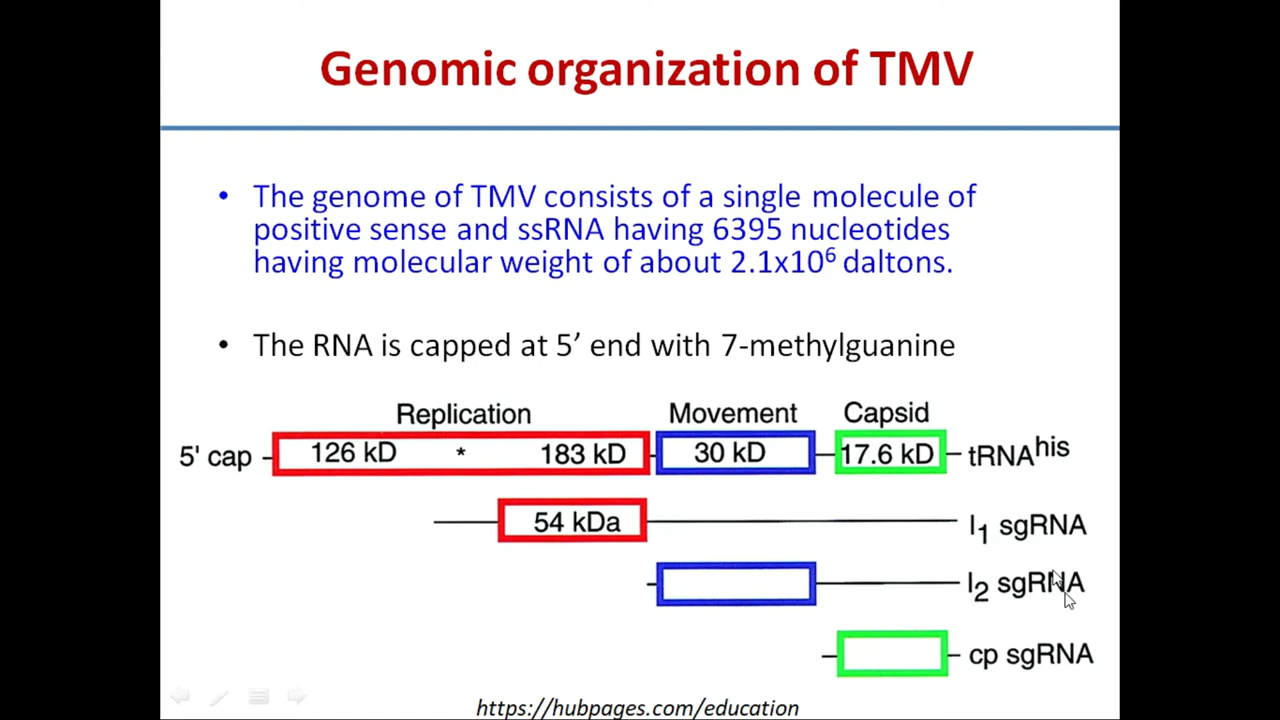 Genomic organization of TMV
• The genome of TMV consists of a single molecule of
positive sense and ssRNA having 6395 nucleotides
having molecular weight of about 2.1x10⁶ daltons.
• The RNA is capped at 5’ end with 7-methylguanine
Replication Movement Capsid
5' cap 126 kD * 183 kD 30 kD 17.6 kD tRNAhis
54 kDa I1 sgRNA
I2 sgRNA
cp sgRNA
https://hubpages.com/education